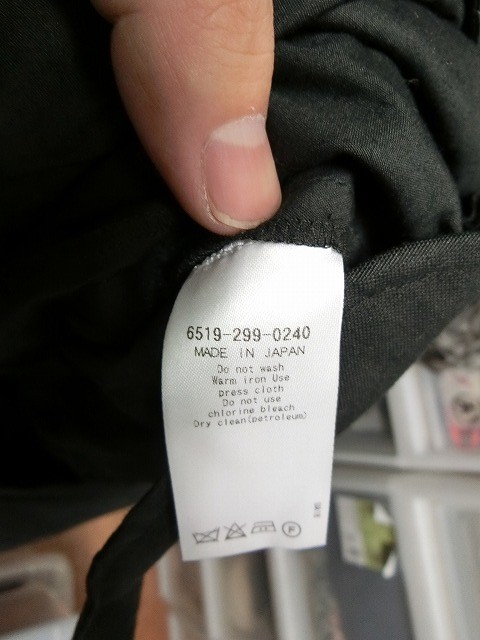 6519-299-0240
MADE IN JAPAN
Do not wash
Warm iron Use
press cloth
Do not use
chlorine bleach
Dry clean(petroleum)
F